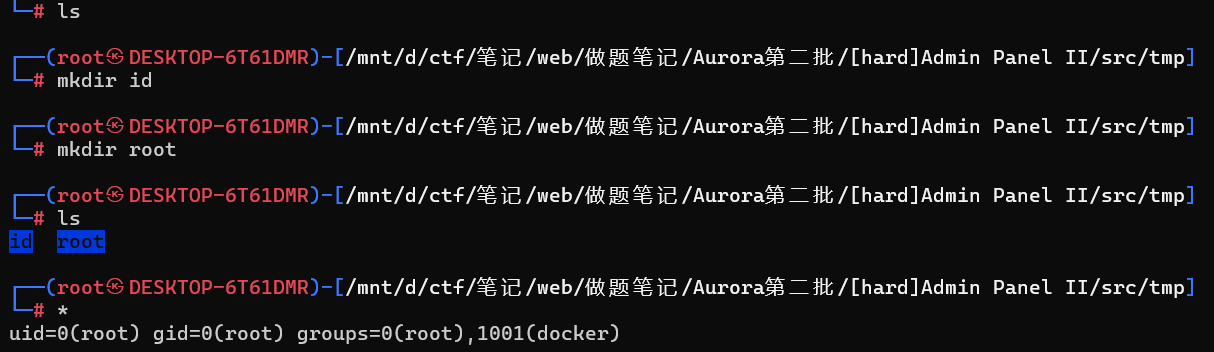 └─# ls
┌──(root㉿DESKTOP-6T61DMR)-[/mnt/d/ctf/笔记/web/做题笔记/Aurora第二批/[hard]Admin Panel II/src/tmp]
└─# mkdir id
┌──(root㉿DESKTOP-6T61DMR)-[/mnt/d/ctf/笔记/web/做题笔记/Aurora第二批/[hard]Admin Panel II/src/tmp]
└─# mkdir root
┌──(root㉿DESKTOP-6T61DMR)-[/mnt/d/ctf/笔记/web/做题笔记/Aurora第二批/[hard]Admin Panel II/src/tmp]
└─# ls
id  root
┌──(root㉿DESKTOP-6T61DMR)-[/mnt/d/ctf/笔记/web/做题笔记/Aurora第二批/[hard]Admin Panel II/src/tmp]
└─# *
uid=0(root) gid=0(root) groups=0(root),1001(docker)